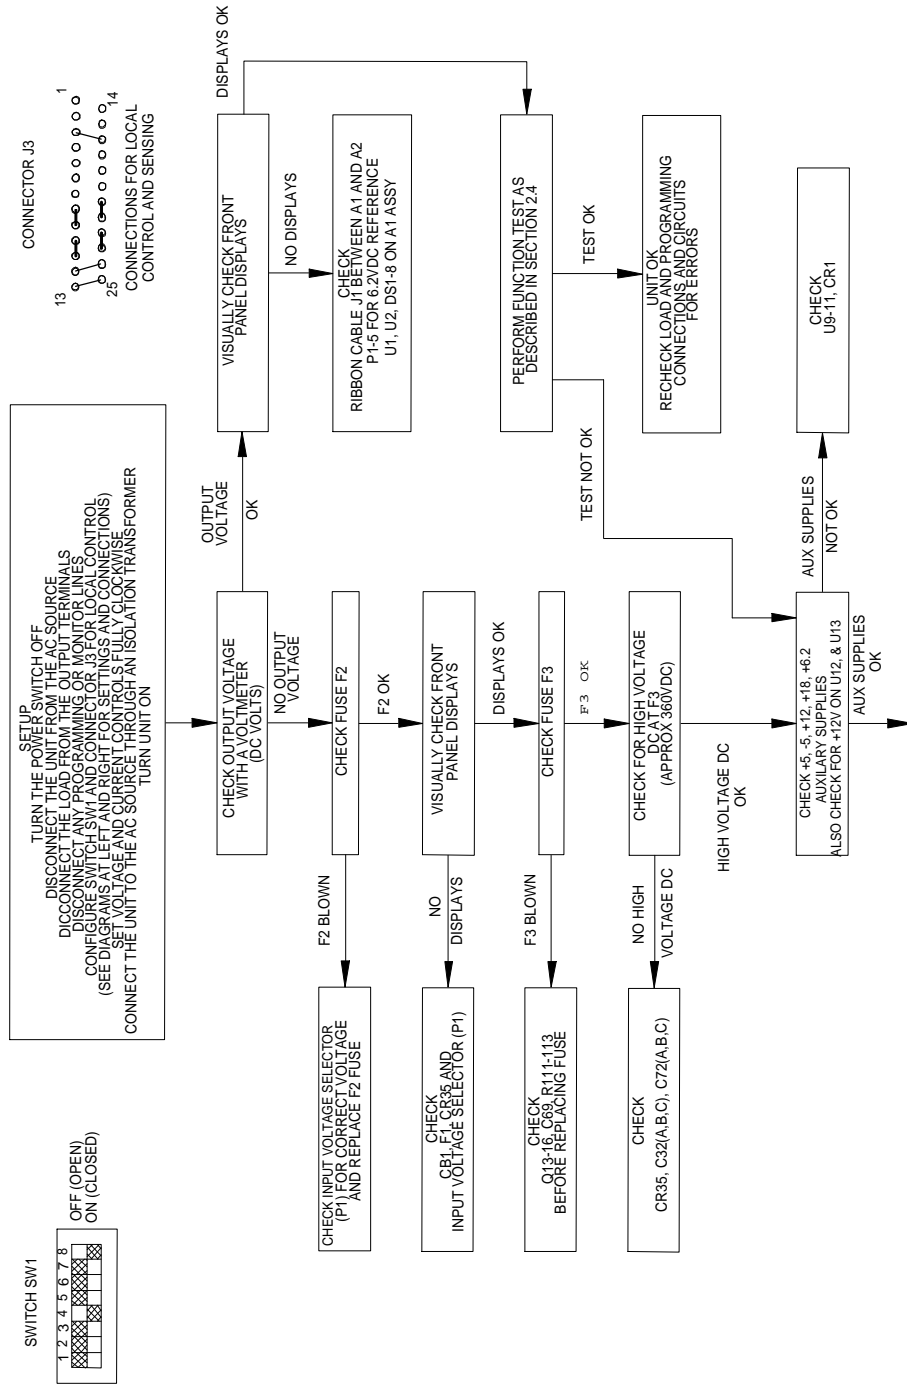 SWITCH SW1
1 2 3 4 5 6 7 8
OFF (OPEN)
ON (CLOSED)
SETUP
TURN THE POWER SWITCH OFF
DISCONNECT THE UNIT FROM THE AC SOURCE
DICCONNECT THE LOAD FROM THE OUTPUT TERMINALS
DISCONNECT ANY PROGRAMMING OR MONITOR LINES
CONFIGURE SWITCH SW1 AND CONNECTOR J3 FOR LOCAL CONTROL
(SEE DIAGRAMS AT LEFT AND RIGHT FOR SETTINGS AND CONNECTIONS)
SET VOLTAGE AND CURRENT CONTROLS FULLY CLOCKWISE
CONNECT THE UNIT TO THE AC SOURCE THROUGH AN ISOLATION TRANSFORMER
TURN UNIT ON
CONNECTOR J3
13
1
25
14
CONNECTIONS FOR LOCAL
CONTROL AND SENSING
CHECK OUTPUT VOLTAGE
WITH A VOLTMETER
(DC VOLTS)
OUTPUT
VOLTAGE
OK
VISUALLY CHECK FRONT
PANEL DISPLAYS
DISPLAYS OK
NO OUTPUT
VOLTAGE
NO DISPLAYS
CHECK INPUT VOLTAGE SELECTOR
(P1) FOR CORRECT VOLTAGE
AND REPLACE F2 FUSE
F2 BLOWN
CHECK FUSE F2
CHECK
RIBBON CABLE J1 BETWEEN A1 AND A2
P1-5 FOR 6.2VDC REFERENCE
U1, U2, DS1-8 ON A1 ASSY
F2 OK
CHECK
CB1, F1, CR35 AND
INPUT VOLTAGE SELECTOR (P1)
NO
DISPLAYS
VISUALLY CHECK FRONT
PANEL DISPLAYS
DISPLAYS OK
PERFORM FUNCTION TEST AS
DESCRIBED IN SECTION 2.4
CHECK
Q13-16, C69, R111-113
BEFORE REPLACING FUSE
F3 BLOWN
CHECK FUSE F3
F3 OK
TEST NOT OK
TEST OK
CHECK
CR35, C32(A,B,C), C72(A,B,C)
NO HIGH
VOLTAGE DC
CHECK FOR HIGH VOLTAGE
DC AT F3
(APPROX 360VDC)
UNIT OK
RECHECK LOAD AND PROGRAMMING
CONNECTIONS AND CIRCUITS
FOR ERRORS
HIGH VOLTAGE DC
OK
CHECK +5, -5, +12, +18, +6.2
AUXILARY SUPPLIES
ALSO CHECK FOR +12V ON U12, & U13
AUX SUPPLIES
NOT OK
CHECK
U9-11, CR1
AUX SUPPLIES
OK